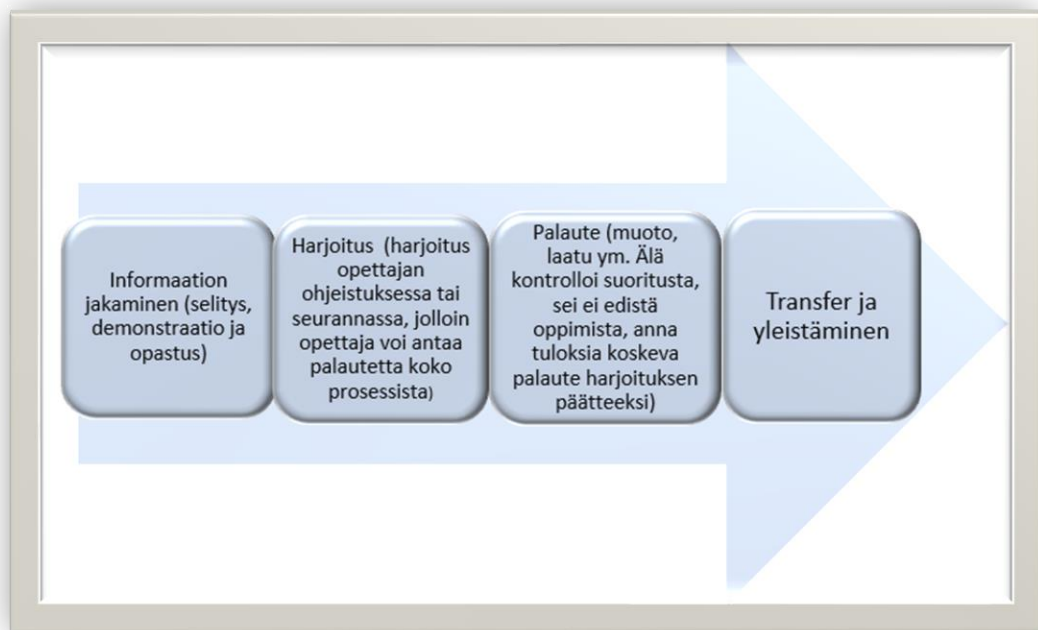 Informaation
jakaminen (selitys,
demonstraatio ja
opastus)
Harjoitus (harjoitus
opettajan
ohjeistuksessa tai
seurannassa, jolloin
opettaja voi antaa
palautetta koko
prosessista)
Palaute (muoto,
laatu ym. Älä
kontrolloi suoritusta,
sei ei edistä
oppimista, anna
tuloksia koskeva
palaute harjoituksen
päätteeksi)
Transfer ja
yleistäminen